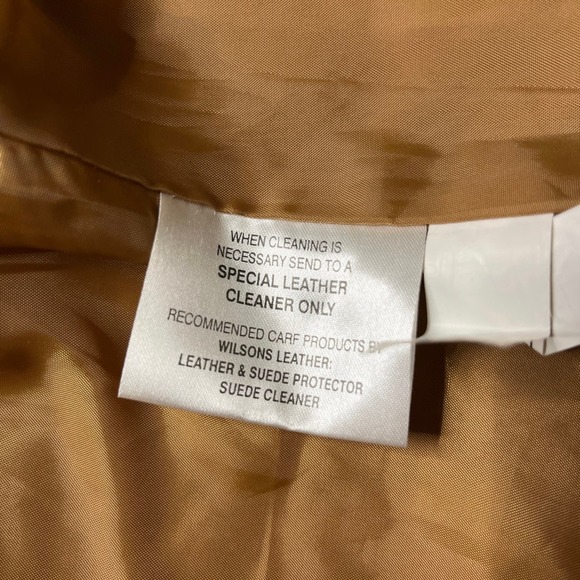 WHEN CLEANING IS
NECESSARY SEND TO A
SPECIAL LEATHER
CLEANER ONLY
RECOMMENDED CARE PRODUCTS BY
WILSONS LEATHER:
LEATHER & SUEDE PROTECTOR
SUEDE CLEANER